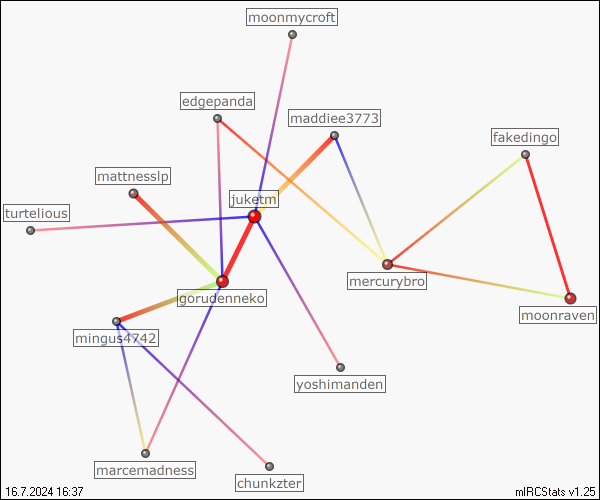 moonmycroft
edgepanda
maddiee3773
fakedingo
mattnesslp
juketm
turtelious
mercurybro
gorudenneko
moonraven
mingus4742
yoshimanden
marcemadness
chunkzter
16.7.2024 16:37
mIRCStats v1.25